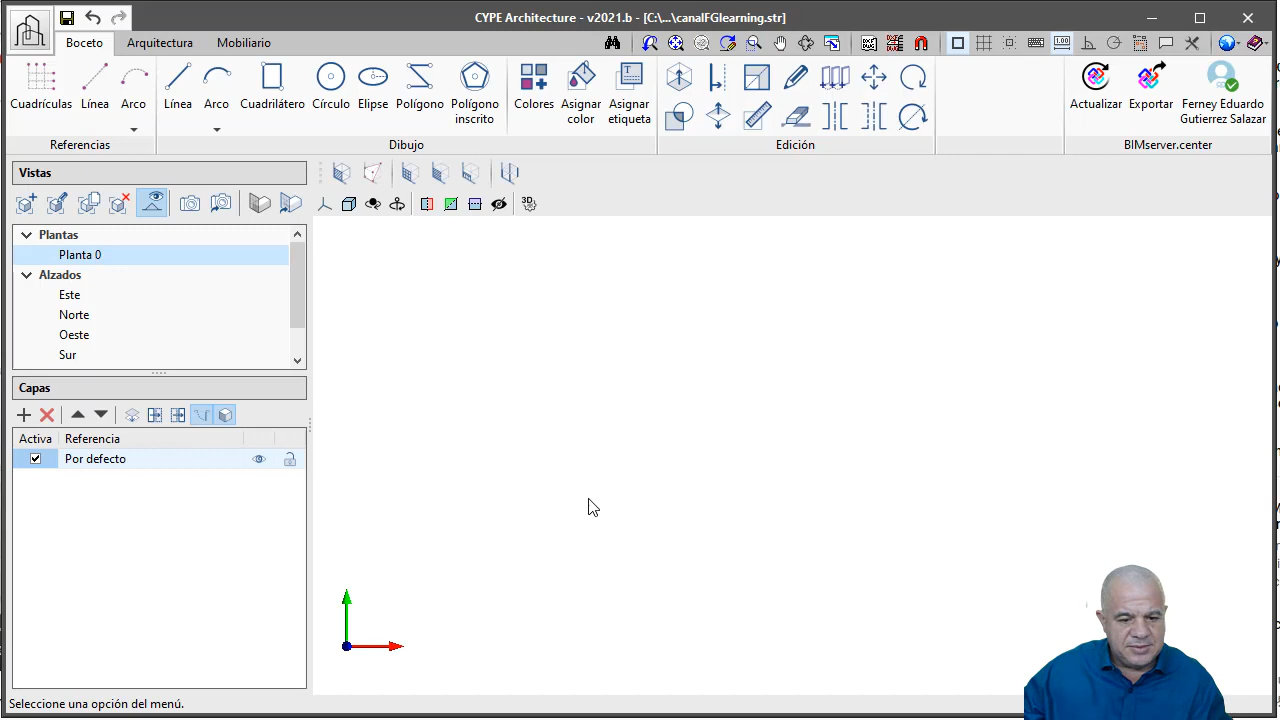 CYPE Architecture - v2021.b - [C:\...\canalFGlearning.str]
Boceto
Arquitectura
Mobiliario
Cuadrículas
Línea
Arco
Línea
Arco
Cuadrilátero
Círculo
Elipse
Polígono
Polígono
inscrito
Colores
Asignar
color
Asignar
etiqueta
Actualizar
Exportar
Ferney Eduardo
Gutierrez Salazar
Referencias
Dibujo
Edición
BIMserver.center
Vistas
Plantas
Planta 0
Alzados
Este
Norte
Oeste
Sur
Capas
Activa
Referencia
Por defecto
3D
Seleccione una opción del menú.